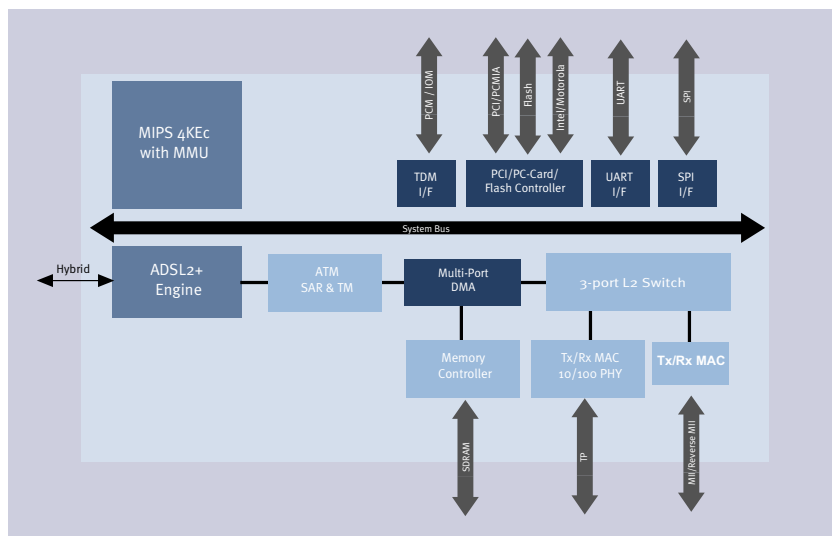 PCM / IOM
PCI/PCMIA
Flash
Intel/Motorola
UART
SPI
MIPS 4KEc
with MMU
TDM
I/F
PCI/PC-Card/
Flash Controller
UART
I/F
SPI
I/F
System Bus
Hybrid
ADSL2+
Engine
ATM
SAR & TM
Multi-Port
DMA
3-port L2 Switch
Memory
Controller
Tx/Rx MAC
10/100 PHY
Tx/Rx MAC
SDRAM
TP
MII/Reverse MII